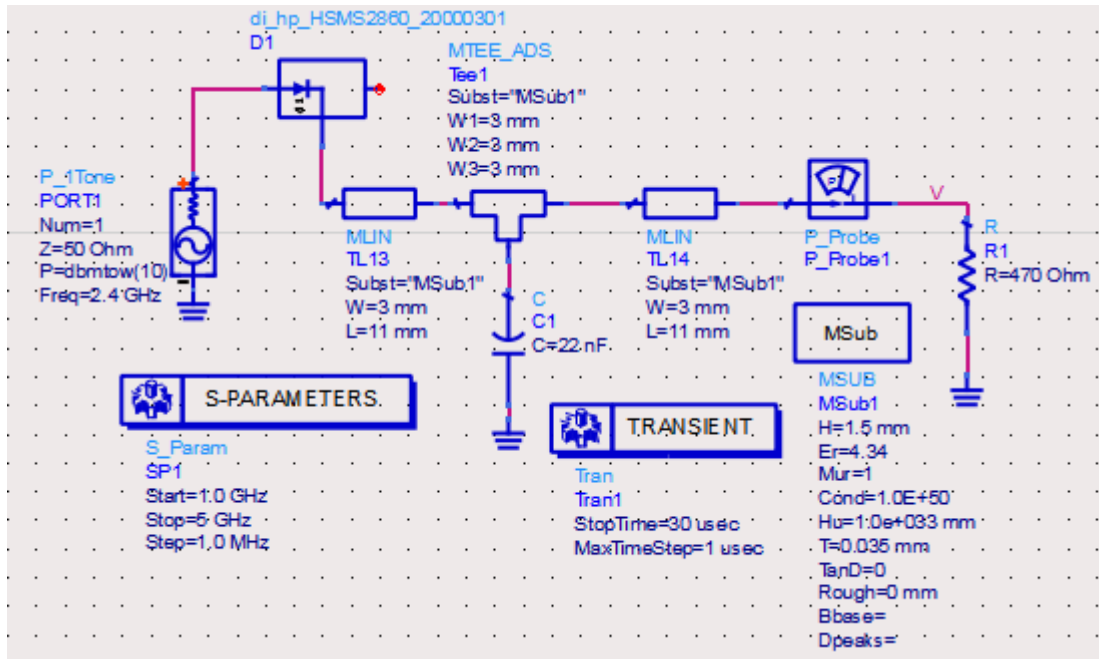 di_hp_HSMS2860_20000301
D1
MTEE_ADS
Tee1
Subst="MSub1"
W1=3 mm
W2=3 mm
W3=3 mm
P_1Tone
PORT1
Num=1
Z=50 Ohm
P=dbmtow(10)
Freq=2.4 GHz
MLIN
TL13
Subst="MSub1"
W=3 mm
L=11 mm
C
C1
C=22 nF
MLIN
TL14
Subst="MSub1"
W=3 mm
L=11 mm
P_Probe
P_Probe1
V
R
R1
R=470 Ohm
S-PARAMETERS
S_Param
SP1
Start=1.0 GHz
Stop=5 GHz
Step=1.0 MHz
TRANSIENT
Tran
Tran1
StopTime=30 usec
MaxTimeStep=1 usec
MSub
MSUB
MSub1
H=1.5 mm
Er=4.34
Mur=1
Cond=1.0E+50
Hu=1.0e+033 mm
T=0.035 mm
TanD=0
Rough=0 mm
Bbase=
Dpeaks=